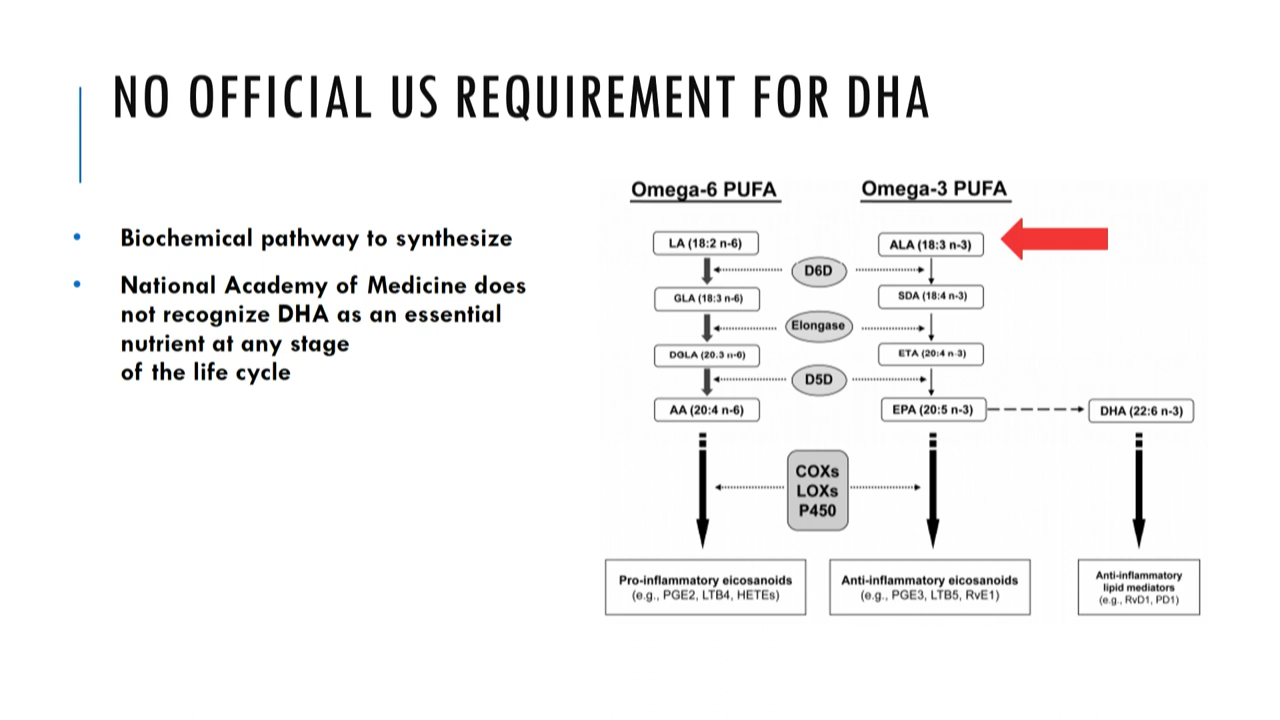 NO OFFICIAL US REQUIREMENT FOR DHA
• Biochemical pathway to synthesize
• National Academy of Medicine does
not recognize DHA as an essential
nutrient at any stage
of the life cycle
Omega-6 PUFA
Omega-3 PUFA
LA (18:2 n-6)
ALA (18:3 n-3)
D6D
GLA (18:3 n-6)
SDA (18:4 n-3)
Elongase
DGLA (20:3 n-6)
ETA (20:4 n-3)
D5D
AA (20:4 n-6)
EPA (20:5 n-3)
DHA (22:6 n-3)
COXs
LOXs
P450
Pro-inflammatory eicosanoids
(e.g., PGE2, LTB4, HETEs)
Anti-inflammatory eicosanoids
(e.g., PGE3, LTB5, RvE1)
Anti-inflammatory
lipid mediators
(e.g., RvD1, PD1)